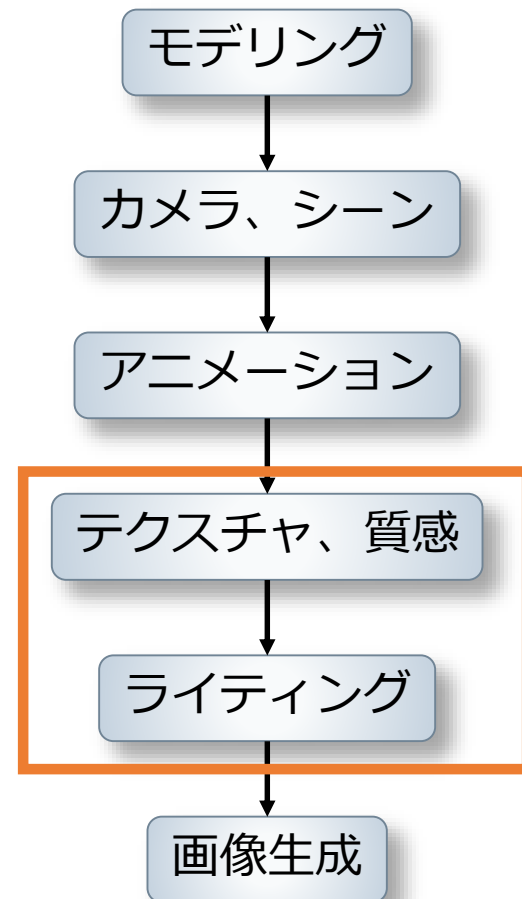 モデリング
カメラ、シーン
アニメーション
テクスチャ、質感
ライティング
画像生成